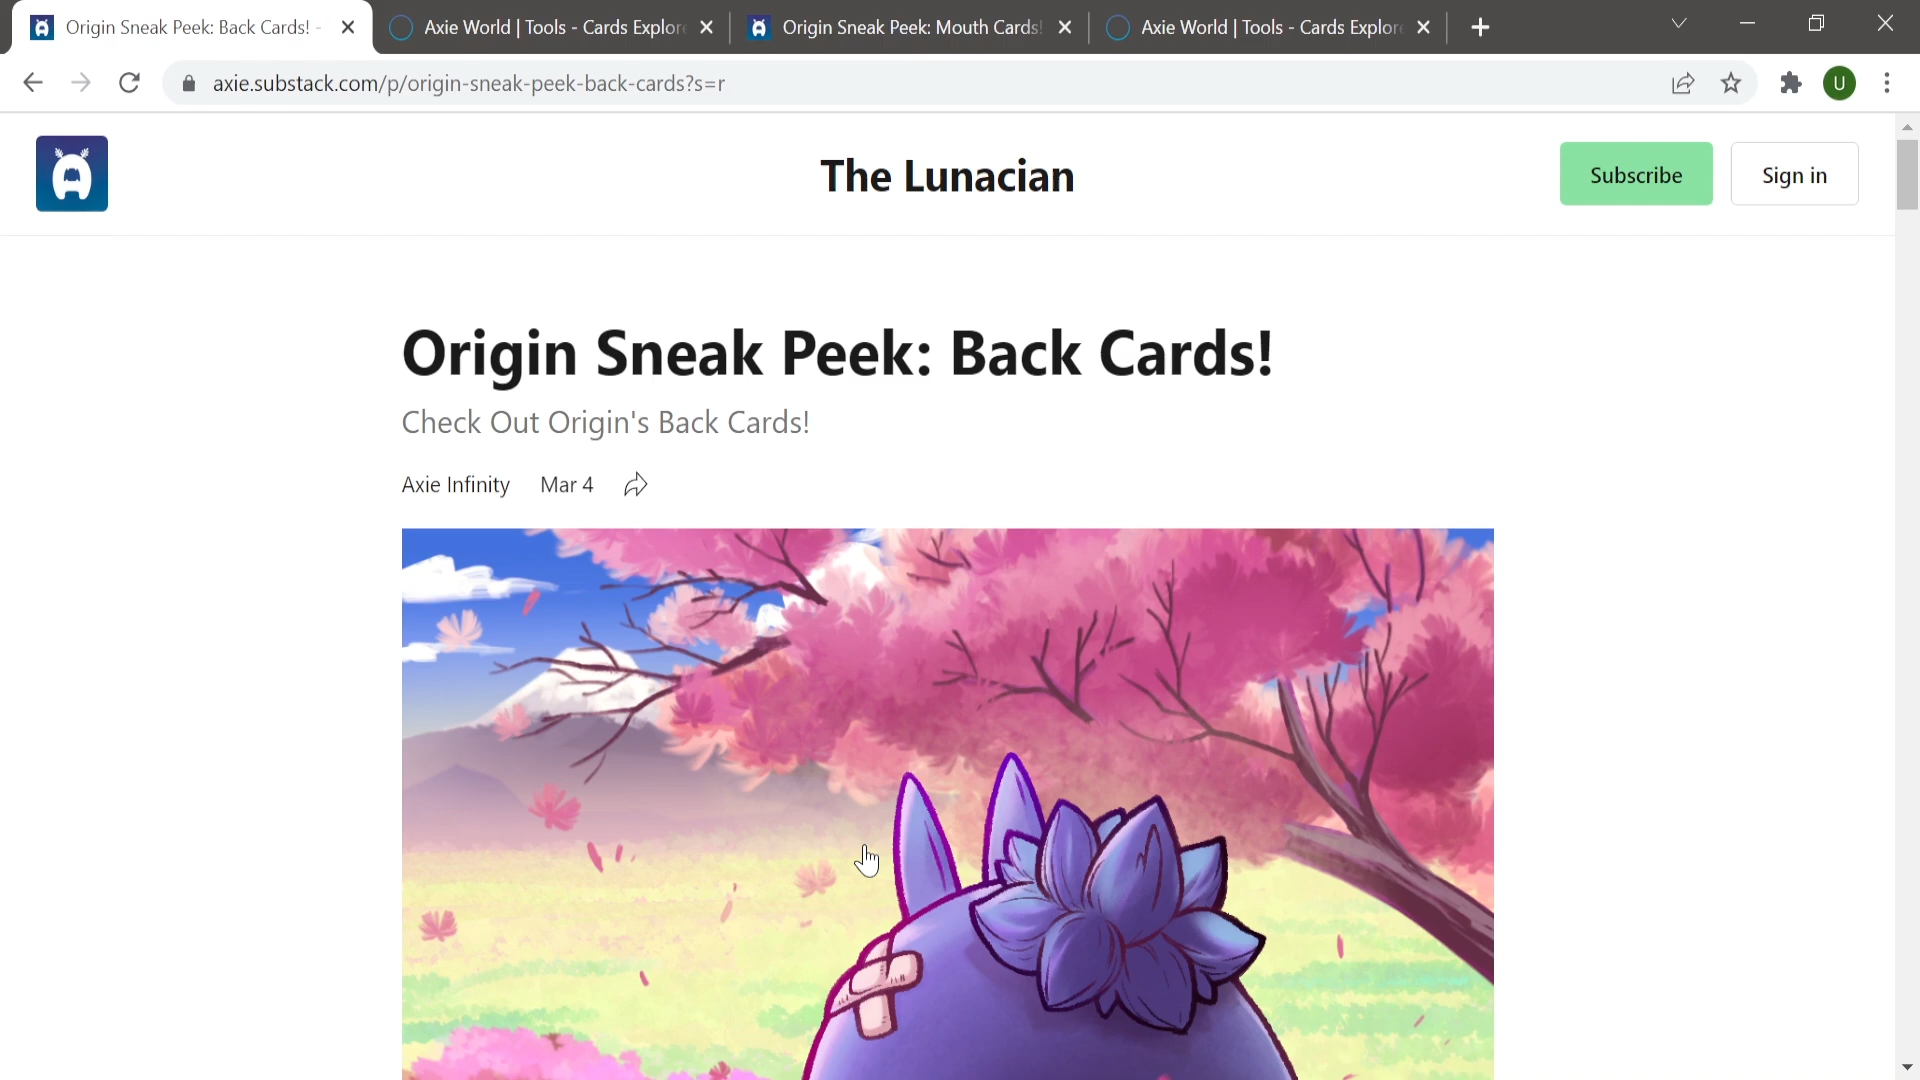 Origin Sneak Peek: Back Cards! -
Axie World | Tools - Cards Explore
Origin Sneak Peek: Mouth Cards!
Axie World | Tools - Cards Explore
axie.substack.com/p/origin-sneak-peek-back-cards?s=r
U
The Lunacian
Subscribe
Sign in
Origin Sneak Peek: Back Cards!
Check Out Origin's Back Cards!
Axie Infinity Mar 4